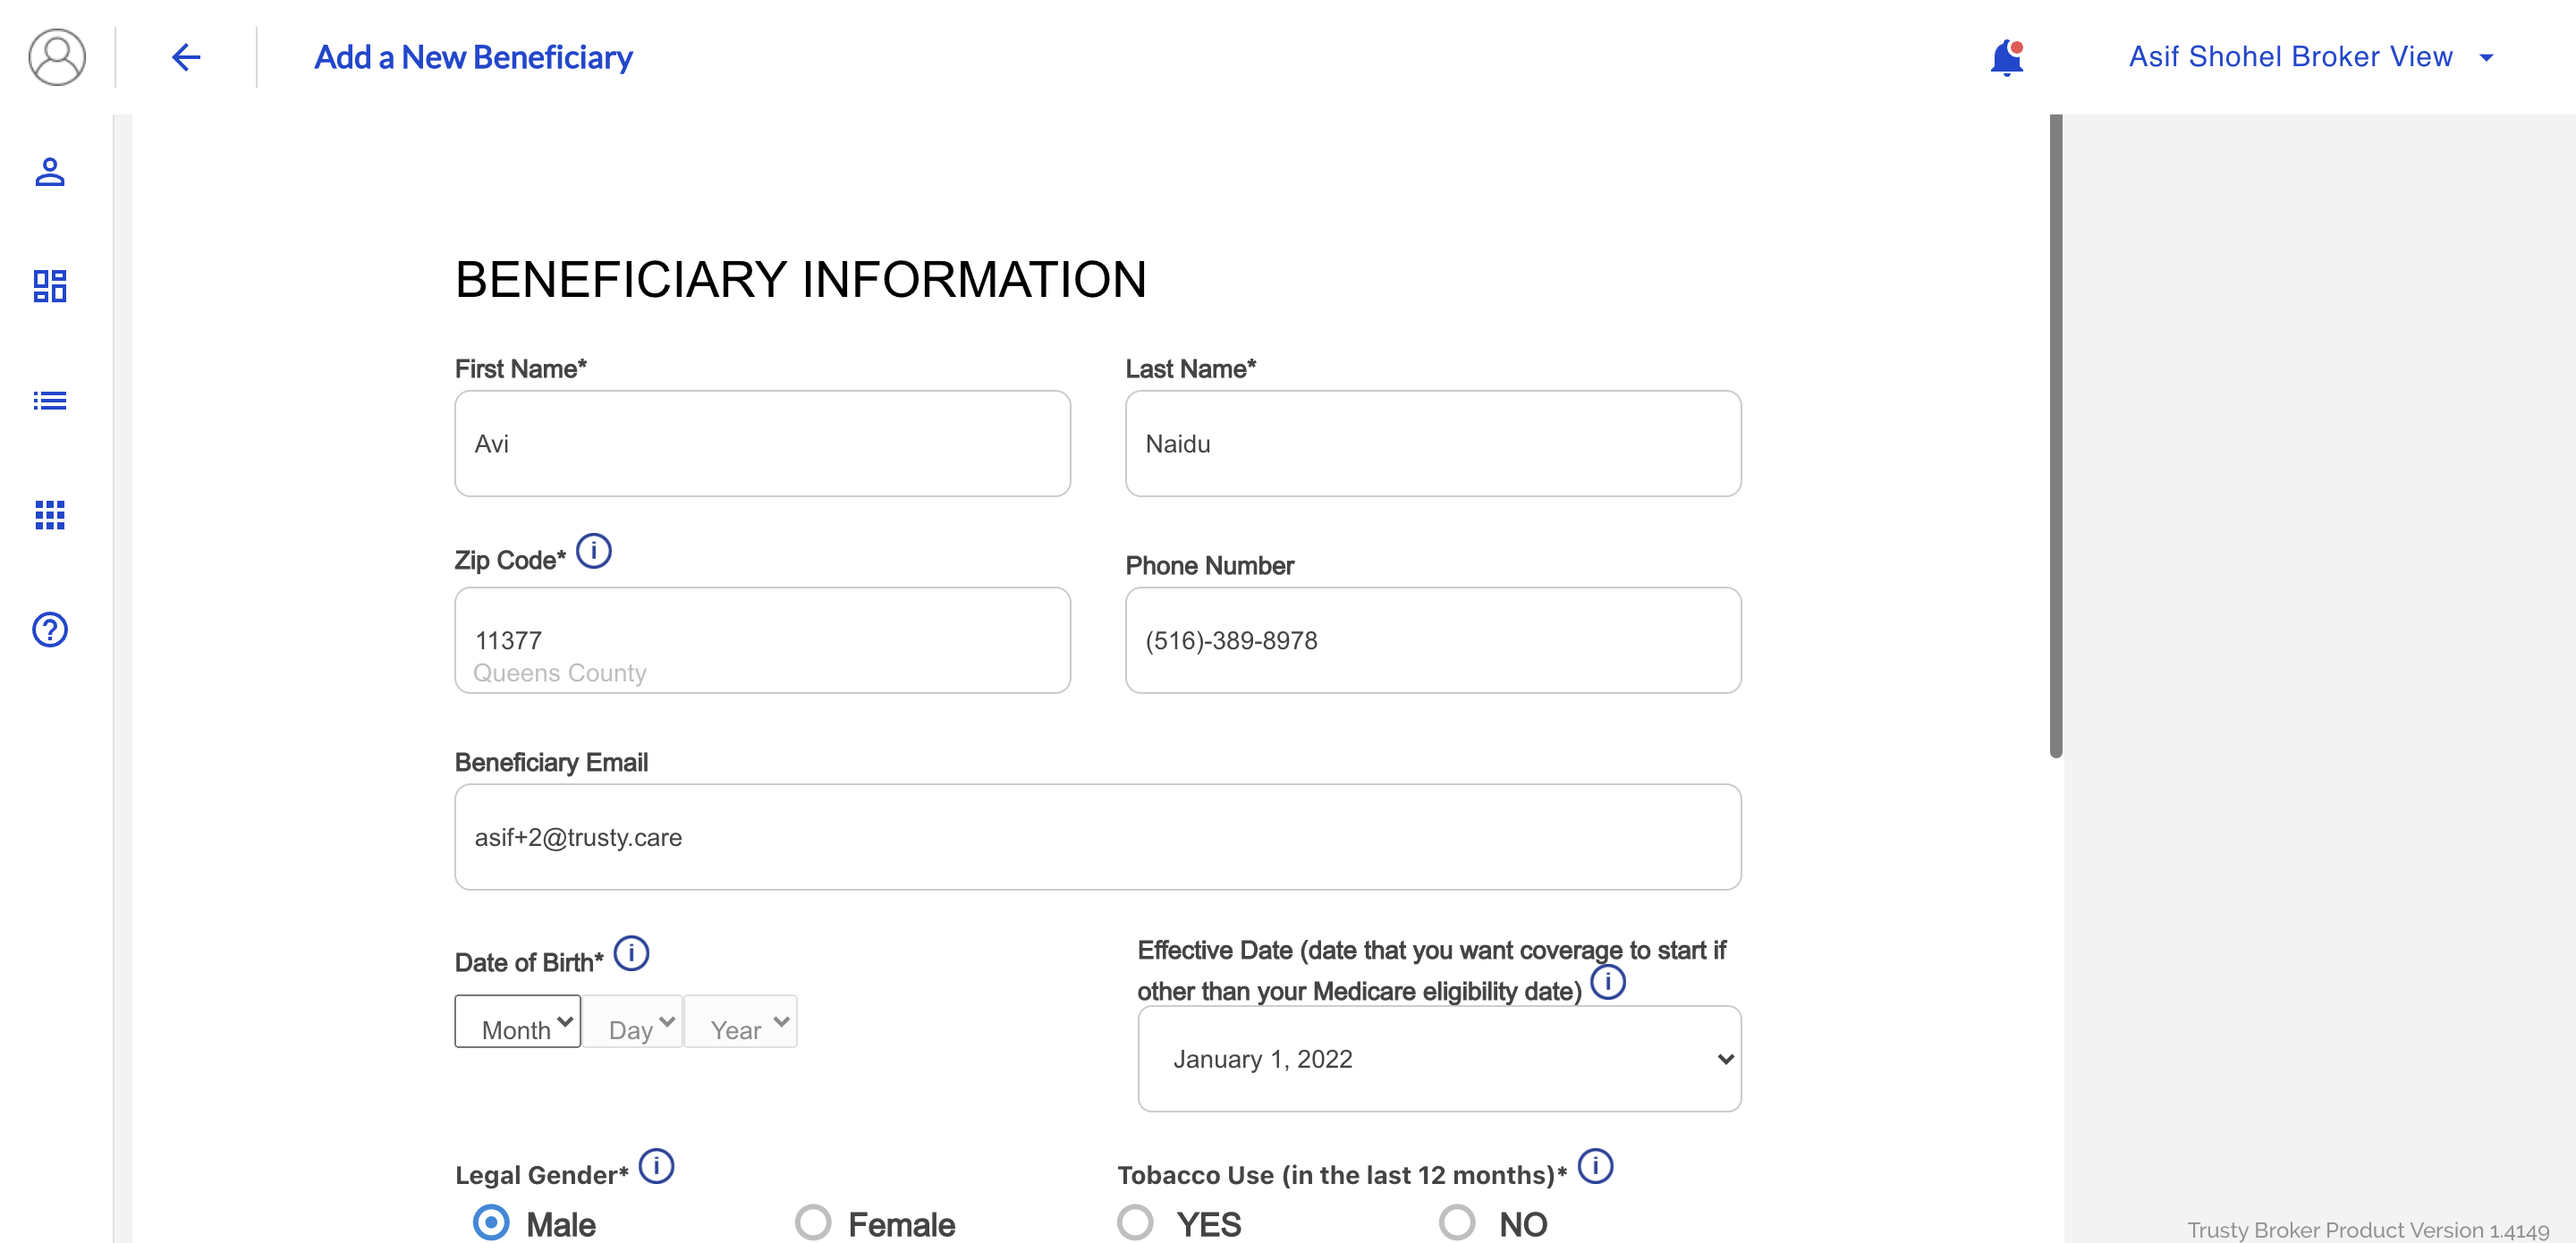 Add a New Beneficiary
Asif Shohel Broker View
BENEFICIARY INFORMATION
First Name*
Last Name*
Avi
Naidu
Zip Code*
Phone Number
11377
Queens County
(516)-389-8978
Beneficiary Email
asif+2@trusty.care
Date of Birth*
Effective Date (date that you want coverage to start if
other than your Medicare eligibility date)
Month
Day
Year
January 1, 2022
Legal Gender*
Tobacco Use (in the last 12 months)*
Male
Female
YES
NO
Trusty Broker Product Version 1.4149